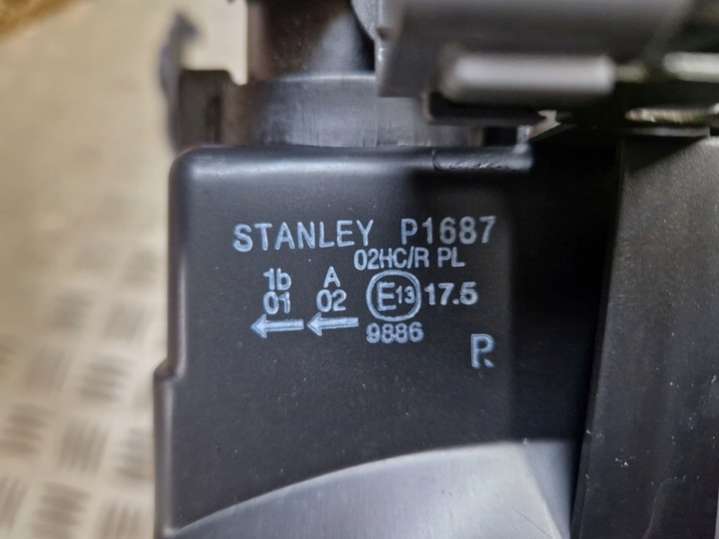 STANLEY P1687
02HC/R PL
1b A
01 02 E13 17.5
9886
R